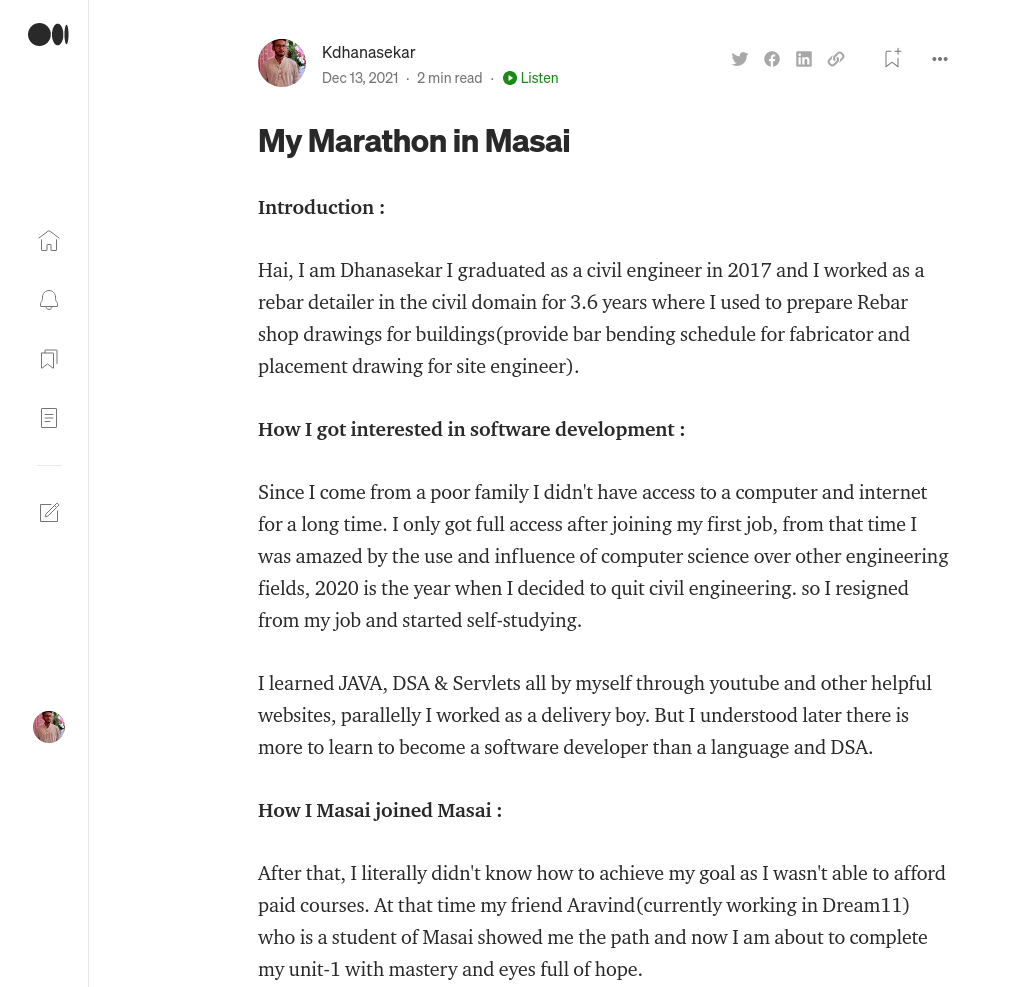 Kdhanasekar
Dec 13, 2021 · 2 min read · Listen
My Marathon in Masai
Introduction :
Hai, I am Dhanasekar I graduated as a civil engineer in 2017 and I worked as a
rebar detailer in the civil domain for 3.6 years where I used to prepare Rebar
shop drawings for buildings(provide bar bending schedule for fabricator and
placement drawing for site engineer).
How I got interested in software development :
Since I come from a poor family I didn't have access to a computer and internet
for a long time. I only got full access after joining my first job, from that time I
was amazed by the use and influence of computer science over other engineering
fields, 2020 is the year when I decided to quit civil engineering. so I resigned
from my job and started self-studying.
I learned JAVA, DSA & Servlets all by myself through youtube and other helpful
websites, parallelly I worked as a delivery boy. But I understood later there is
more to learn to become a software developer than a language and DSA.
How I Masai joined Masai :
After that, I literally didn't know how to achieve my goal as I wasn't able to afford
paid courses. At that time my friend Aravind(currently working in Dream11)
who is a student of Masai showed me the path and now I am about to complete
my unit-1 with mastery and eyes full of hope.